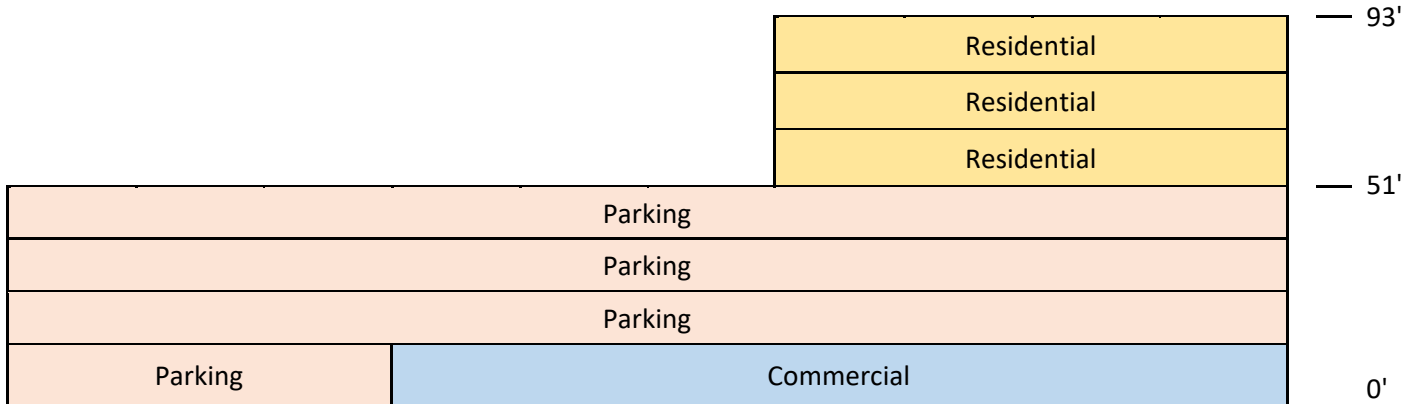 93'
Residential
Residential
Residential
51'
Parking
Parking
Parking
Parking Commercial 0'